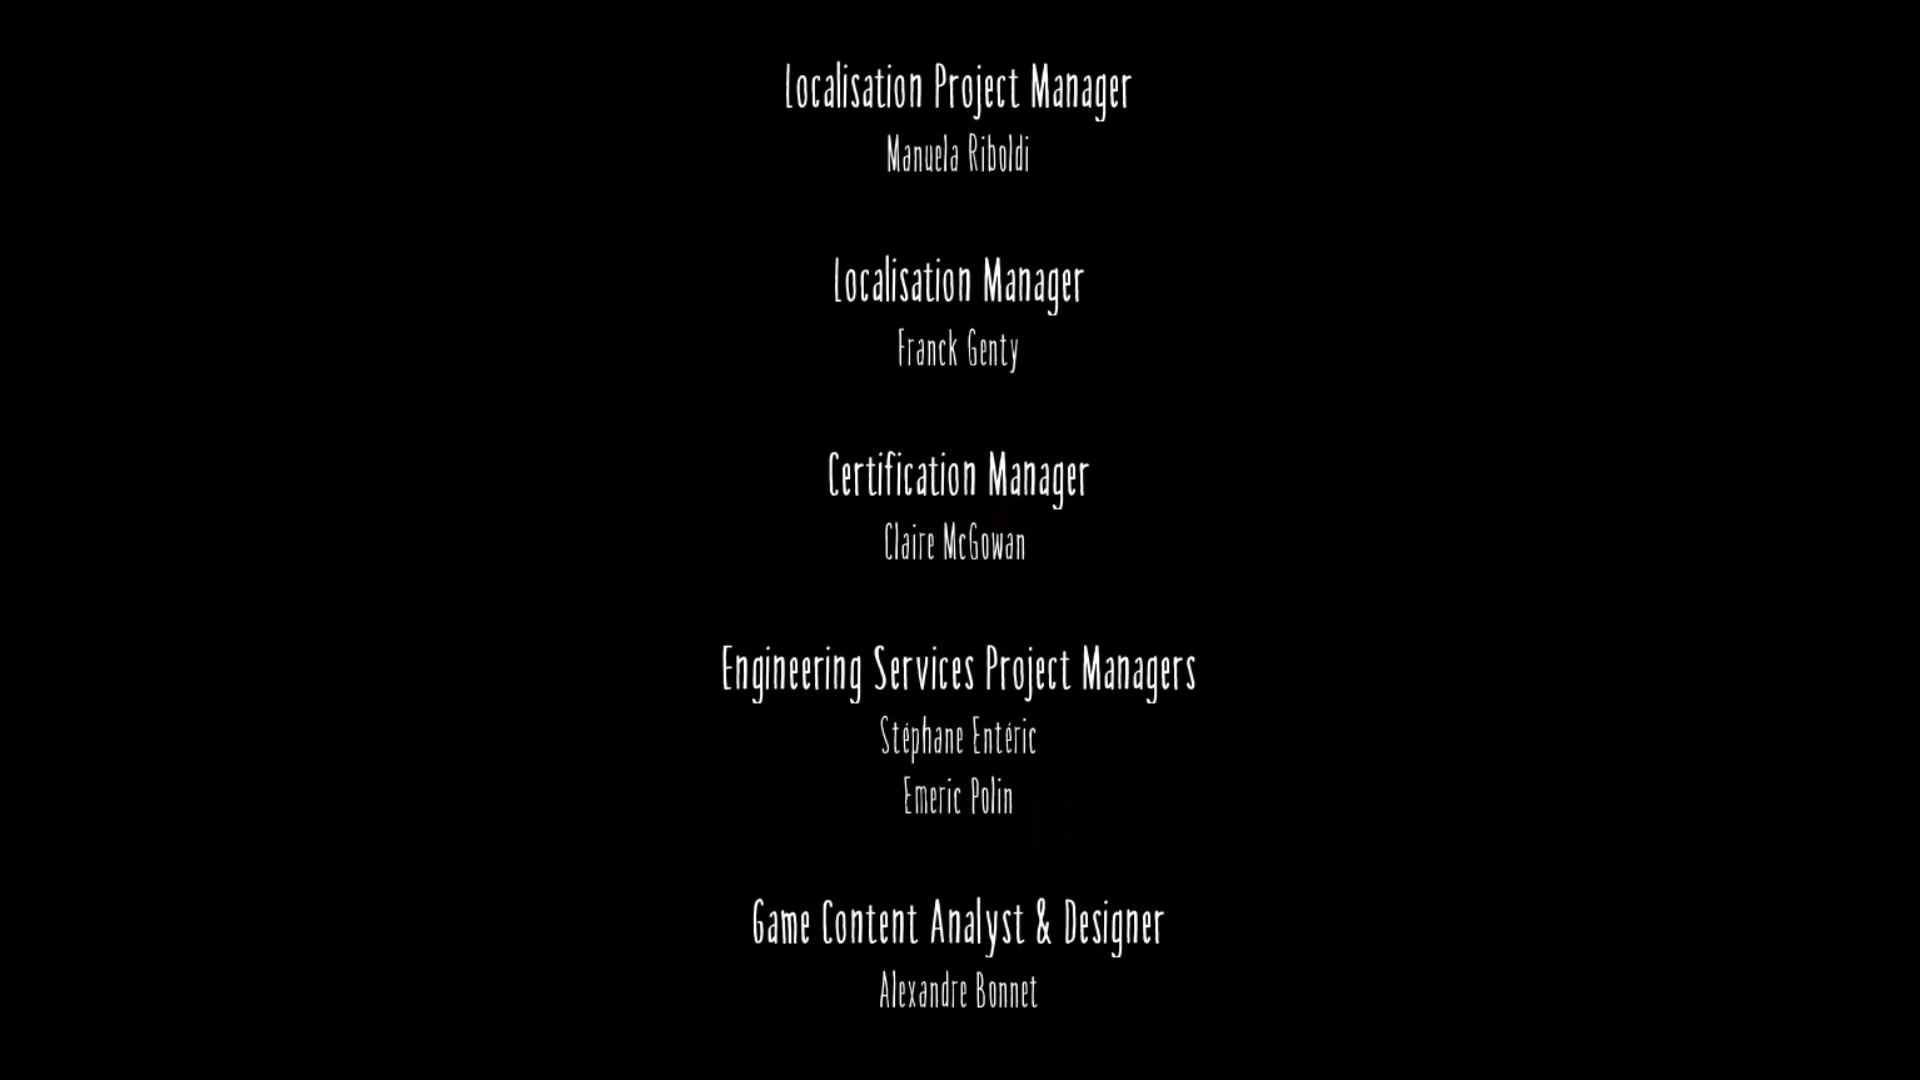 Localisation Project Manager
Manuela Riboldi
Localisation Manager
Franck Genty
Certification Manager
Claire McGowan
Engineering Services Project Managers
Stéphane Entéric
Emeric Polin
Game Content Analyst & Designer
Alexandre Bonnet